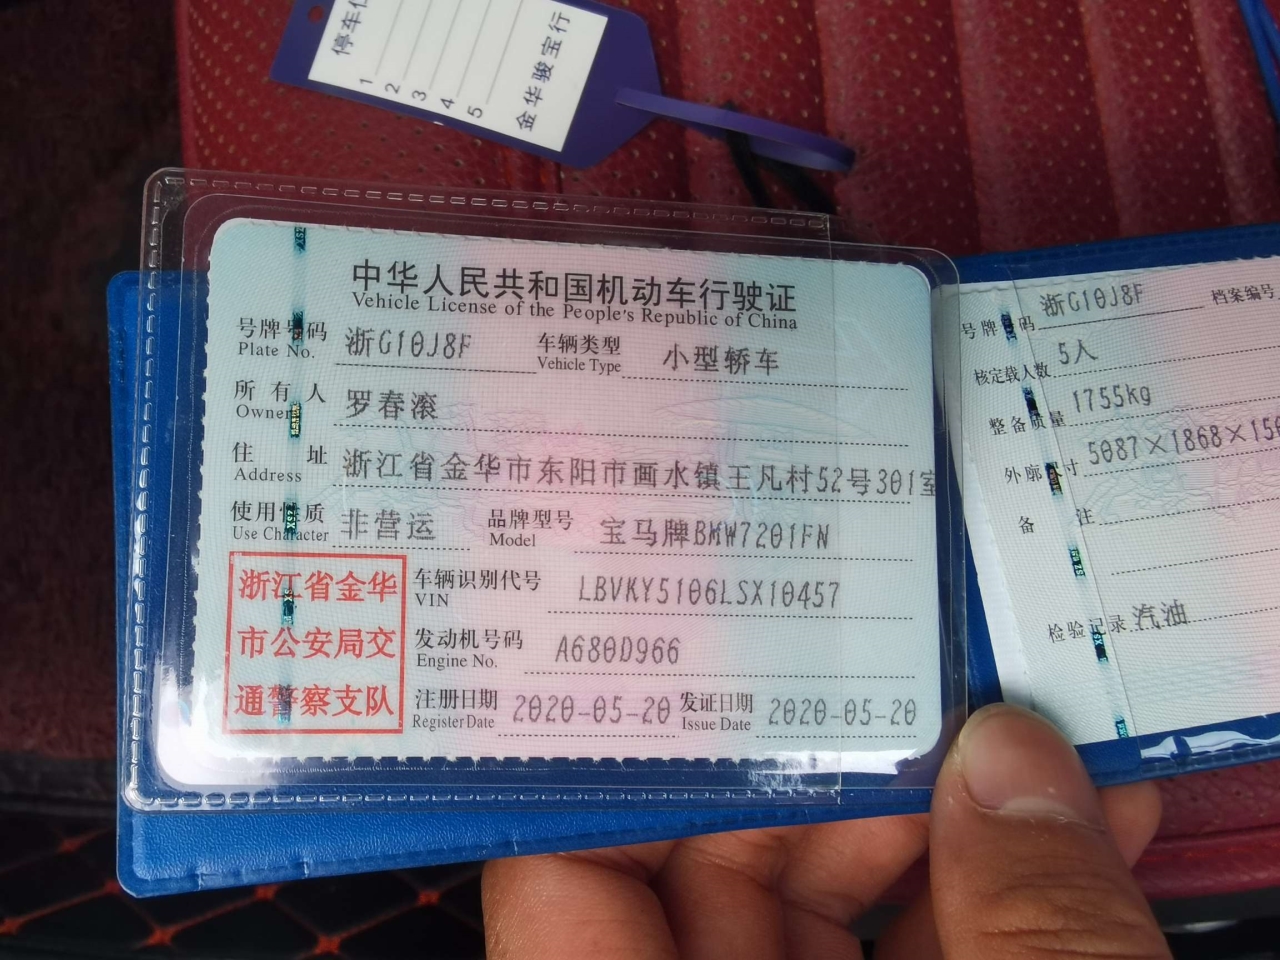 停车位
1
2
3
4
5
金华骏宝行
中华人民共和国机动车行驶证
Vehicle License of the People's Republic of China
号牌号码 浙G10J8F 车辆类型 小型轿车
Plate No. Vehicle Type
所有人 罗春滚
Owner
住址 浙江省金华市东阳市画水镇王凡村52号301室
Address
使用性质 非营运 品牌型号 宝马牌BMW7201FN
Use Character Model
浙江省金华
市公安局交
通警察支队
车辆识别代号 LBVKY5106LSX10457
VIN
发动机号码 A680D966
Engine No.
注册日期 2020-05-20 发证日期 2020-05-20
Register Date Issue Date
号牌号码 浙G10J8F 档案编号
核定载人数 5人
整备质量 1755kg
外廓尺寸 5087×1868×150
备注
检验记录 汽油